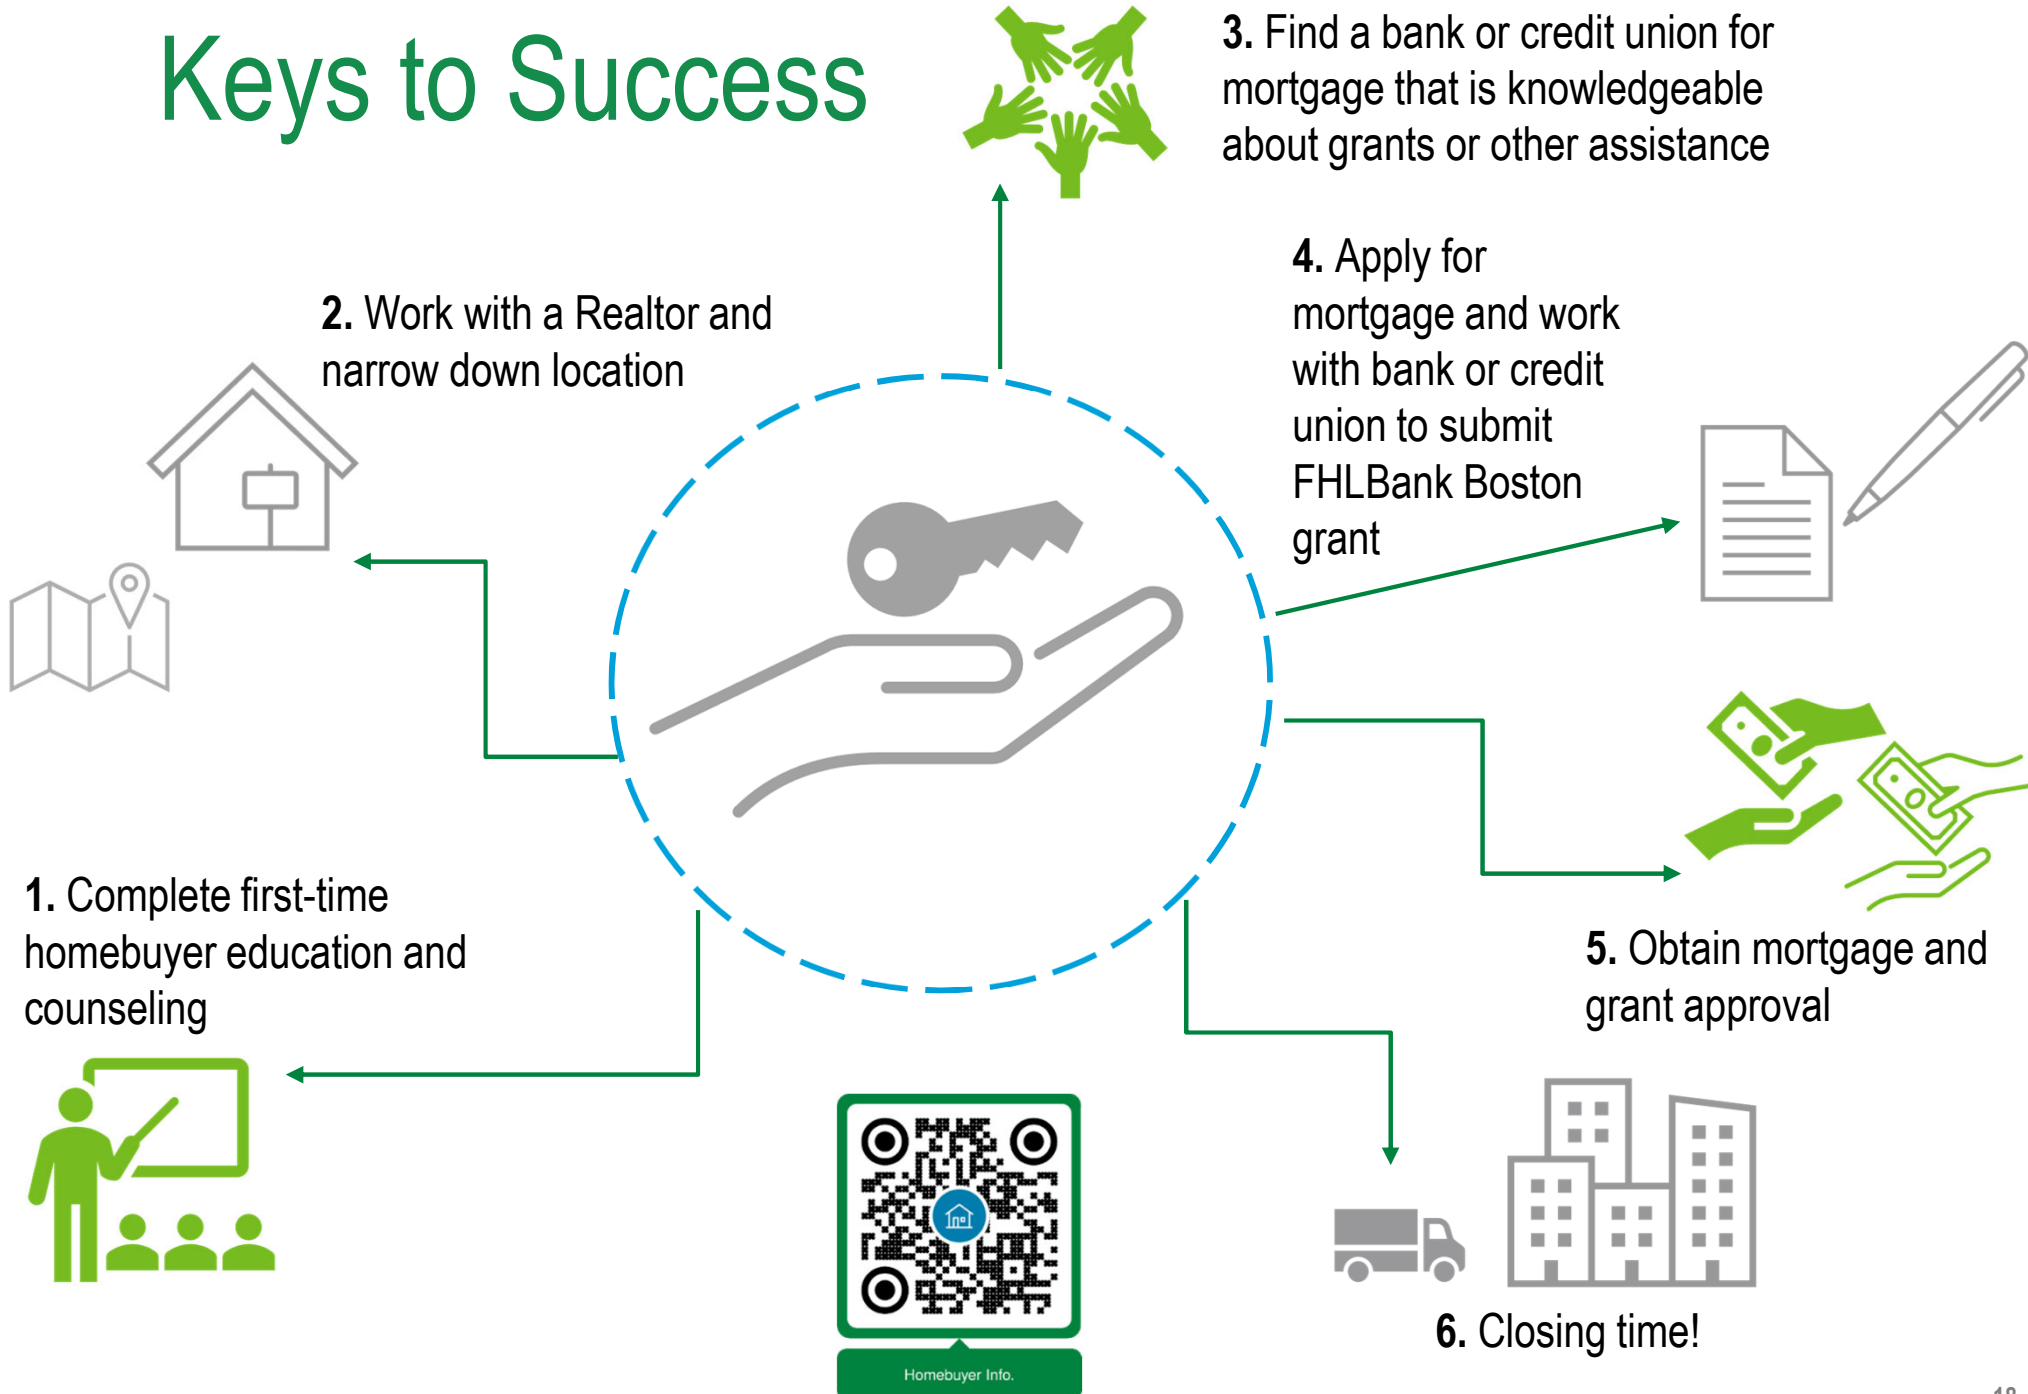 Keys to Success
3. Find a bank or credit union for
mortgage that is knowledgeable
about grants or other assistance
2. Work with a Realtor and
narrow down location
4. Apply for
mortgage and work
with bank or credit
union to submit
FHLBank Boston
grant
1. Complete first-time
homebuyer education and
counseling
5. Obtain mortgage and
grant approval
6. Closing time!
Homebuyer Info.
18